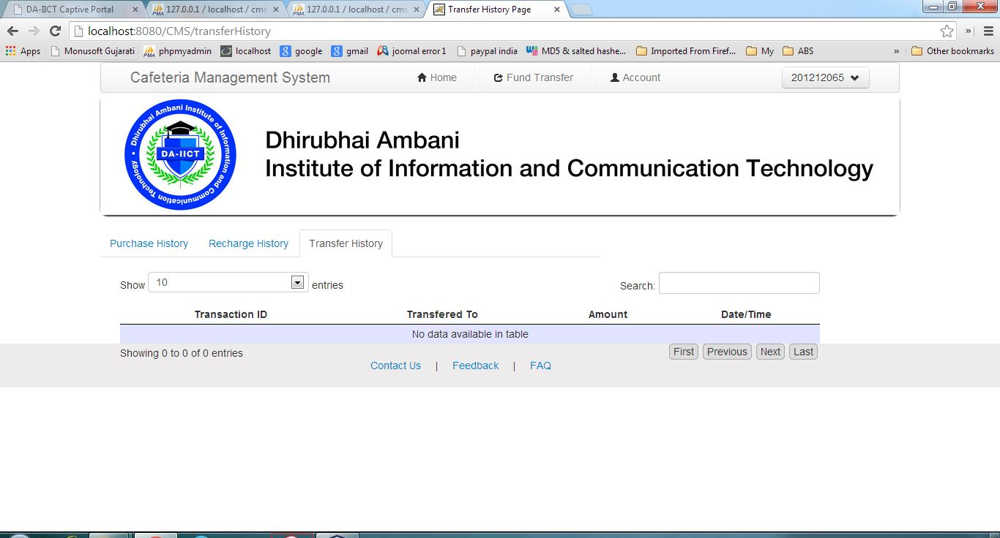 DA-IICT Captive Portal
127.0.0.1 / localhost / cms
127.0.0.1 / localhost / cms
Transfer History Page
localhost:8080/CMS/transferHistory
Apps Monusoft Gujarati phpmyadmin localhost google gmail joomal error1 paypal india MD5 & salted hashe... Imported From Firef... My ABS » Other bookmarks
Cafeteria Management System Home Fund Transfer Account 201212065
Dhirubhai Ambani Institute of Information and Communication Technology
DA-IICT
Dhirubhai Ambani
Institute of Information and Communication Technology
Purchase History Recharge History Transfer History
Show 10 entries Search:
Transaction ID Transfered To Amount Date/Time
No data available in table
Showing 0 to 0 of 0 entries First Previous Next Last
Contact Us | Feedback | FAQ